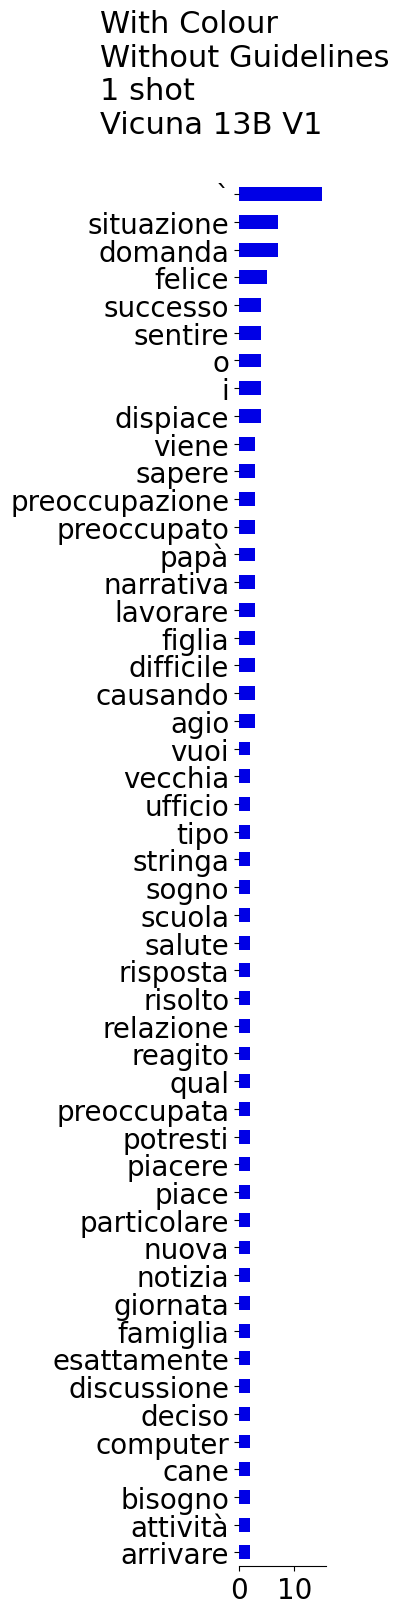 With Colour
Without Guidelines
1 shot
Vicuna 13B V1
`
situazione
domanda
felice
successo
sentire
o
i
dispiace
viene
sapere
preoccupazione
preoccupato
papà
narrativa
lavorare
figlia
difficile
causando
agio
vuoi
vecchia
ufficio
tipo
stringa
sogno
scuola
salute
risposta
risolto
relazione
reagito
qual
preoccupata
potresti
piacere
piace
particolare
nuova
notizia
giornata
famiglia
esattamente
discussione
deciso
computer
cane
bisogno
attività
arrivare
0 10